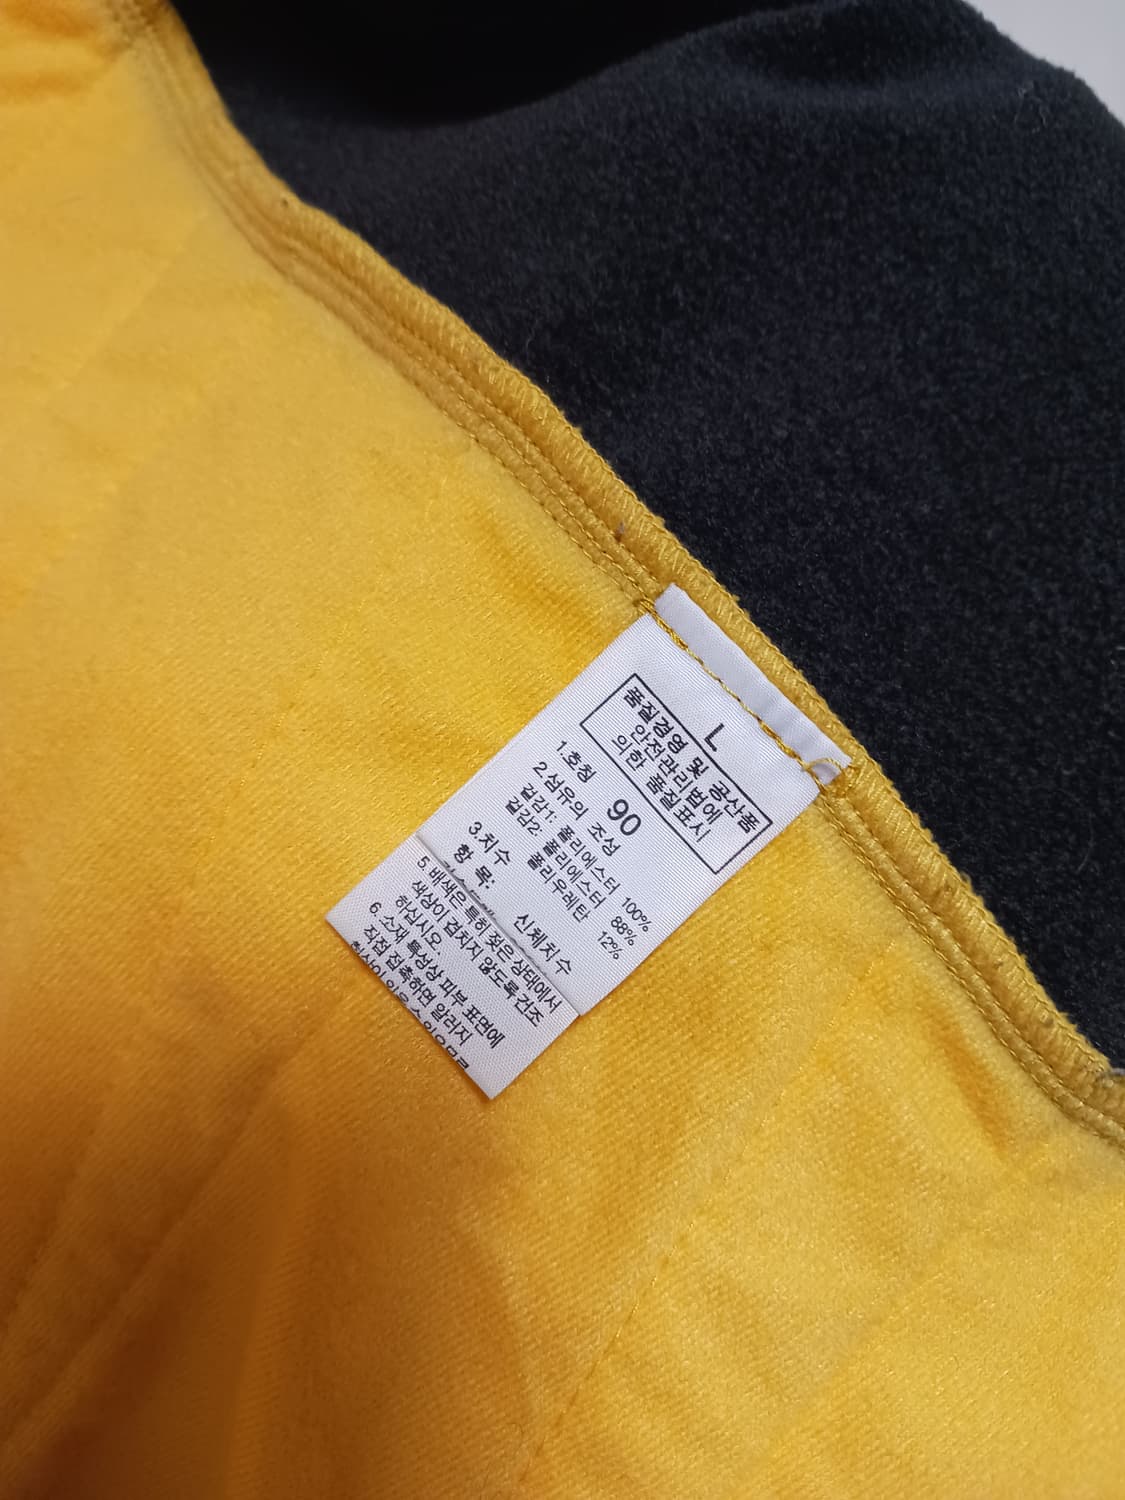 L
품질경영 및 공산품
안전관리법에
의한 품질표시
1.호칭 90
2 섬유의 조성
겉감1: 폴리에스터 100%
겉감2: 폴리에스터 88%
폴리우레탄 12%
3.치수
항 목: 신체치수
5. 배색은 특히 젖은 상태에서
색상이 겹치지 않도록 건조
하십시오.
6. 소재 특성상 피부 표면에
직접 접촉하면 알러지